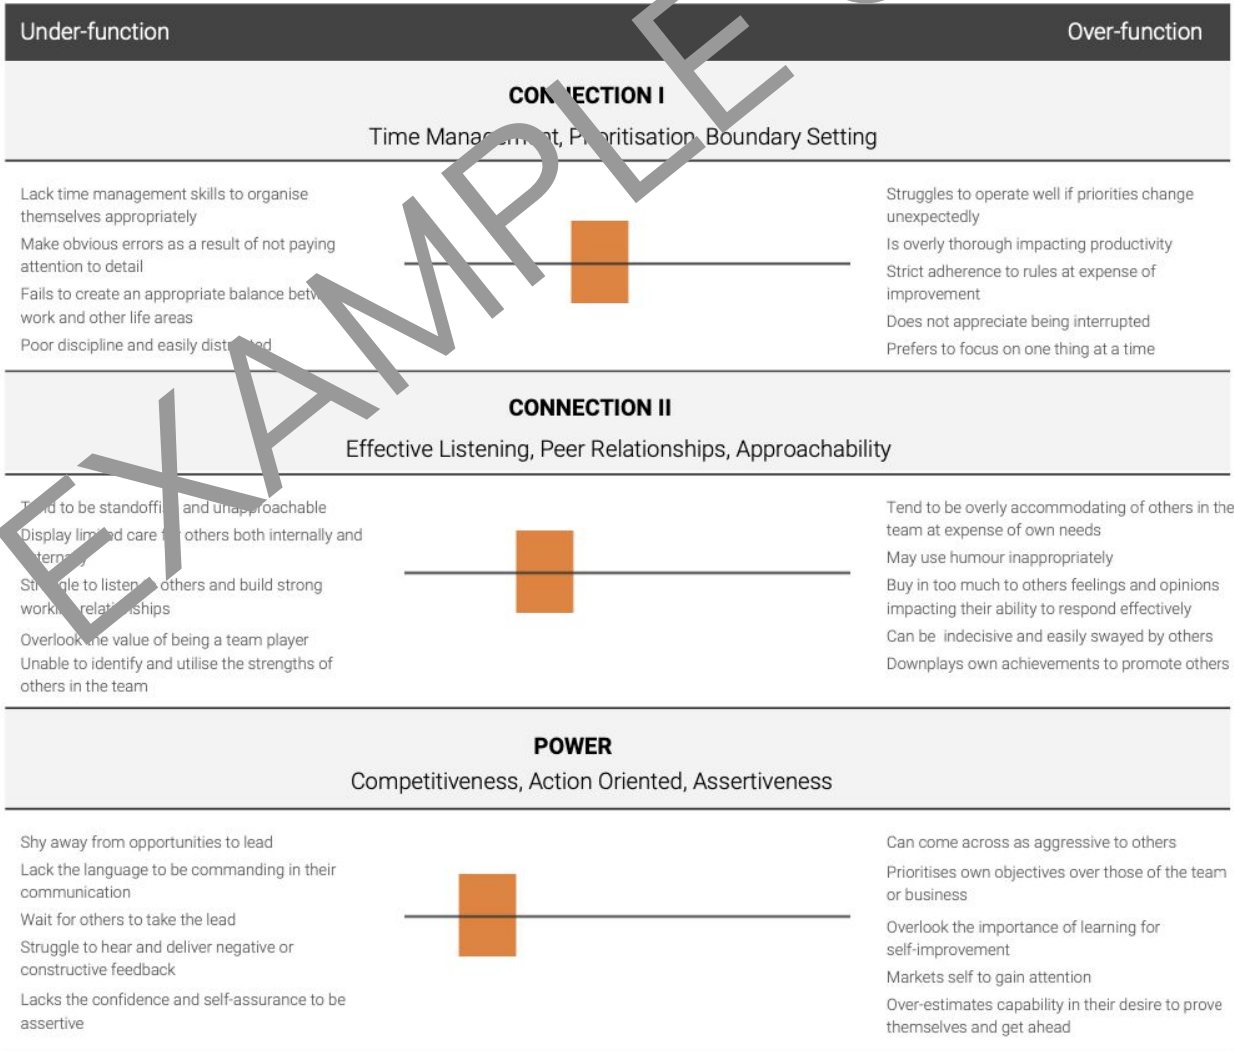 Under-function
Over-function
CONNECTION I
Time Management, Prioritisation, Boundary Setting
Lack time management skills to organise
themselves appropriately
Make obvious errors as a result of not paying
attention to detail
Fails to create an appropriate balance between
work and other life areas
Poor discipline and easily distracted
Struggles to operate well if priorities change
unexpectedly
Is overly thorough impacting productivity
Strict adherence to rules at expense of
improvement
Does not appreciate being interrupted
Prefers to focus on one thing at a time
CONNECTION II
Effective Listening, Peer Relationships, Approachability
Tend to be standoffish and unapproachable
Display limited care for others both internally and
externally
Struggle to listen to others and build strong
working relationships
Overlook the value of being a team player
Unable to identify and utilise the strengths of
others in the team
Tend to be overly accommodating of others in the
team at expense of own needs
May use humour inappropriately
Buy in too much to others feelings and opinions
impacting their ability to respond effectively
Can be indecisive and easily swayed by others
Downplays own achievements to promote others
POWER
Competitiveness, Action Oriented, Assertiveness
Shy away from opportunities to lead
Lack the language to be commanding in their
communication
Wait for others to take the lead
Struggle to hear and deliver negative or
constructive feedback
Lacks the confidence and self-assurance to be
assertive
Can come across as aggressive to others
Prioritises own objectives over those of the team
or business
Overlook the importance of learning for
self-improvement
Markets self to gain attention
Over-estimates capability in their desire to prove
themselves and get ahead
EXAMPLE